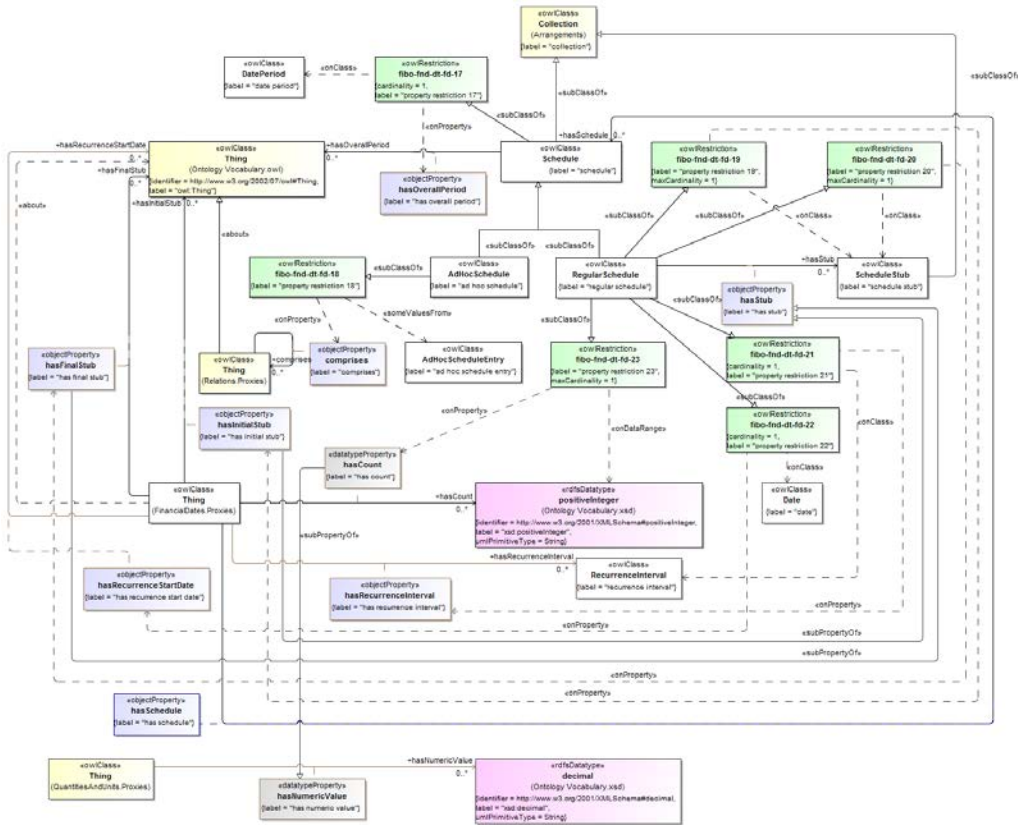 «owlClass»
Collection
(Arrangements)
[label = "collection"]
«subClassOf»
«owlClass»
DatePeriod
[label = "date period"]
«onClass»
«owlRestriction»
fibo-fnd-dt-fd-17
[cardinality = 1,
label = "property restriction 17"]
«subClassOf»
«subClassOf»
«onProperty»
+hasSchedule
0..*
+hasRecurrenceStartDate
0..*
+hasFinalStub
0..*
«owlClass»
Thing
(Ontology Vocabulary.owl)
[identifier = http://www.w3.org/2002/07/owl#Thing,
label = "owl:Thing"]
+hasOverallPeriod
0..*
«owlClass»
Schedule
[label = "schedule"]
«owlRestriction»
fibo-fnd-dt-fd-19
[label = "property restriction 19",
maxCardinality = 1]
«owlRestriction»
fibo-fnd-dt-fd-20
[label = "property restriction 20",
maxCardinality = 1]
«objectProperty»
hasOverallPeriod
[label = "has overall period"]
+hasInitialStub
0..*
«about»
«about»
«subClassOf»
«subClassOf»
«onClass»
«onClass»
«subClassOf»
«subClassOf»
«owlRestriction»
fibo-fnd-dt-fd-18
[label = "property restriction 18"]
«subClassOf»
«owlClass»
AdHocSchedule
[label = "ad hoc schedule"]
«owlClass»
RegularSchedule
[label = "regular schedule"]
+hasStub
0..*
«owlClass»
ScheduleStub
[label = "schedule stub"]
«objectProperty»
hasStub
[label = "has stub"]
«onProperty»
«someValuesFrom»
«subClassOf»
«subClassOf»
«objectProperty»
hasFinalStub
[label = "has final stub"]
«owlClass»
Thing
(Relations.Proxies)
+comprises
0..*
«objectProperty»
comprises
[label = "comprises"]
«owlClass»
AdHocScheduleEntry
[label = "ad hoc schedule entry"]
«owlRestriction»
fibo-fnd-dt-fd-23
[label = "property restriction 23",
maxCardinality = 1]
«owlRestriction»
fibo-fnd-dt-fd-21
[cardinality = 1,
label = "property restriction 21"]
«subClassOf»
«objectProperty»
hasInitialStub
[label = "has initial stub"]
«owlRestriction»
fibo-fnd-dt-fd-22
[cardinality = 1,
label = "property restriction 22"]
«onProperty»
«onDataRange»
«onClass»
«datatypeProperty»
hasCount
[label = "has count"]
«onClass»
«owlClass»
Thing
(FinancialDates.Proxies)
+hasCount
0..*
«rdfsDatatype»
positiveInteger
(Ontology Vocabulary.xsd)
[identifier = http://www.w3.org/2001/XMLSchema#positiveInteger,
label = "xsd:positiveInteger",
umlPrimitiveType = String]
«owlClass»
Date
[label = "date"]
«subPropertyOf»
+hasRecurrenceInterval
0..*
«owlClass»
RecurrenceInterval
[label = "recurrence interval"]
«objectProperty»
hasRecurrenceStartDate
[label = "has recurrence start date"]
«objectProperty»
hasRecurrenceInterval
[label = "has recurrence interval"]
«onProperty»
«onProperty»
«subPropertyOf»
«subPropertyOf»
«onProperty»
«onProperty»
«objectProperty»
hasSchedule
[label = "has schedule"]
«owlClass»
Thing
(QuantitiesAndUnits.Proxies)
+hasNumericValue
0..*
«datatypeProperty»
hasNumericValue
[label = "has numeric value"]
«rdfsDatatype»
decimal
(Ontology Vocabulary.xsd)
[identifier = http://www.w3.org/2001/XMLSchema#decimal,
label = "xsd:decimal",
umlPrimitiveType = String]